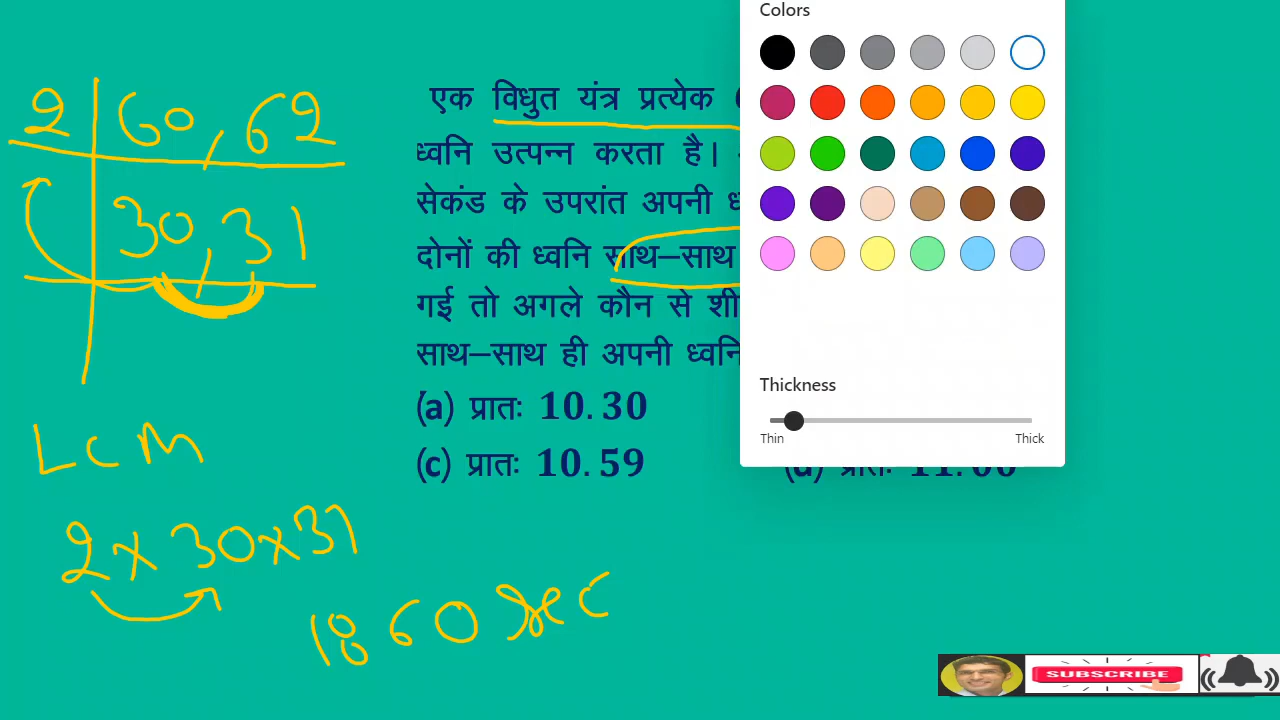 Colors
एक विधुत यंत्र प्रत्येक
ध्वनि उत्पन्न करता है।
सेकंड के उपरांत अपनी ध
दोनों की ध्वनि साथ–साथ
गई तो अगले कौन से शी
साथ–साथ ही अपनी ध्वनि
(a) प्रातः 10.30
(c) प्रातः 10.59
Thickness
Thin Thick
2 60, 62
30, 31
LCM
2 x 30 x 31
1860 sec
SUBSCRIBE